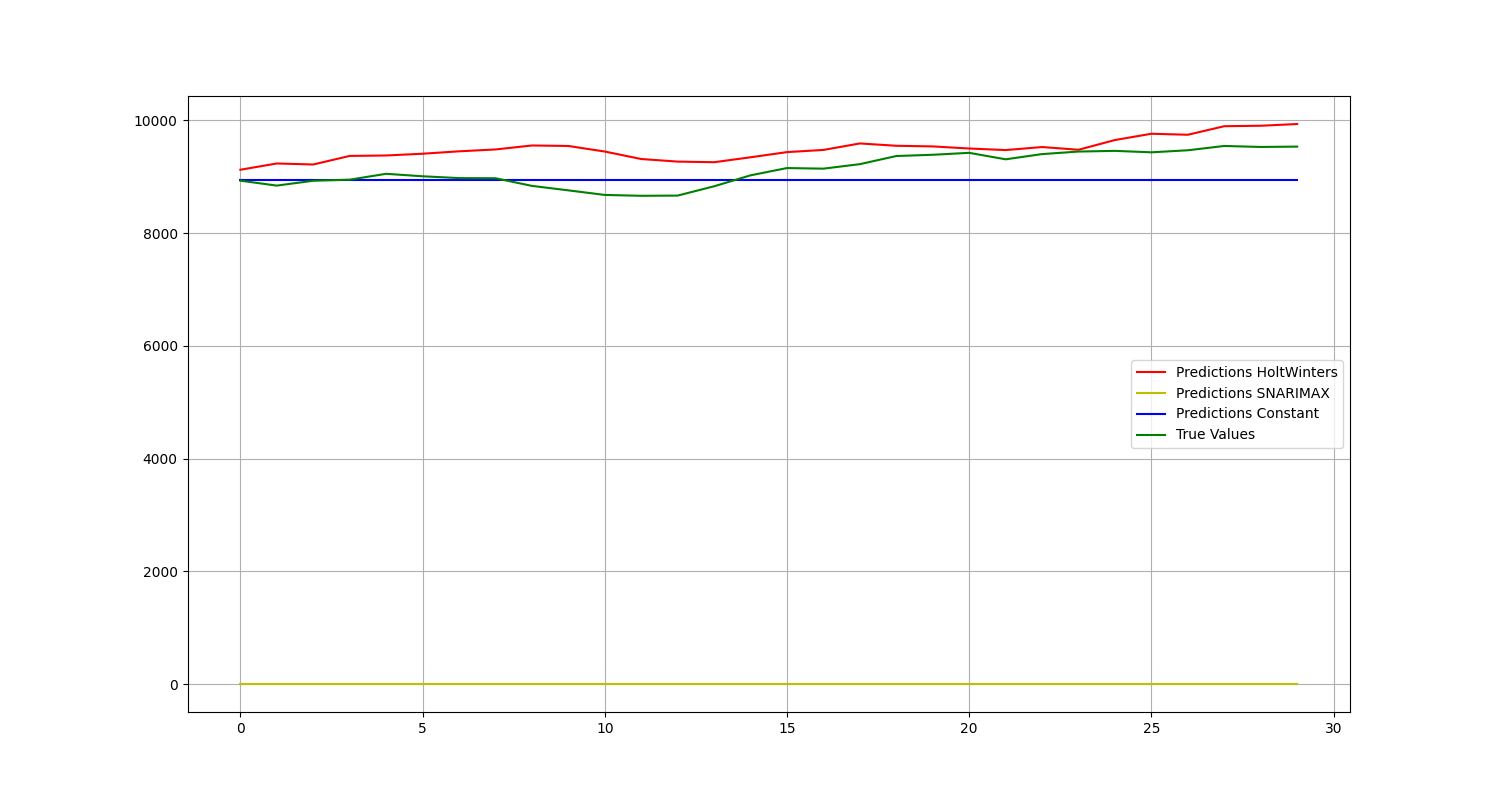 10000
8000
6000
4000
2000
0
Predictions HoltWinters
Predictions SNARIMAX
Predictions Constant
True Values
0 5 10 15 20 25 30